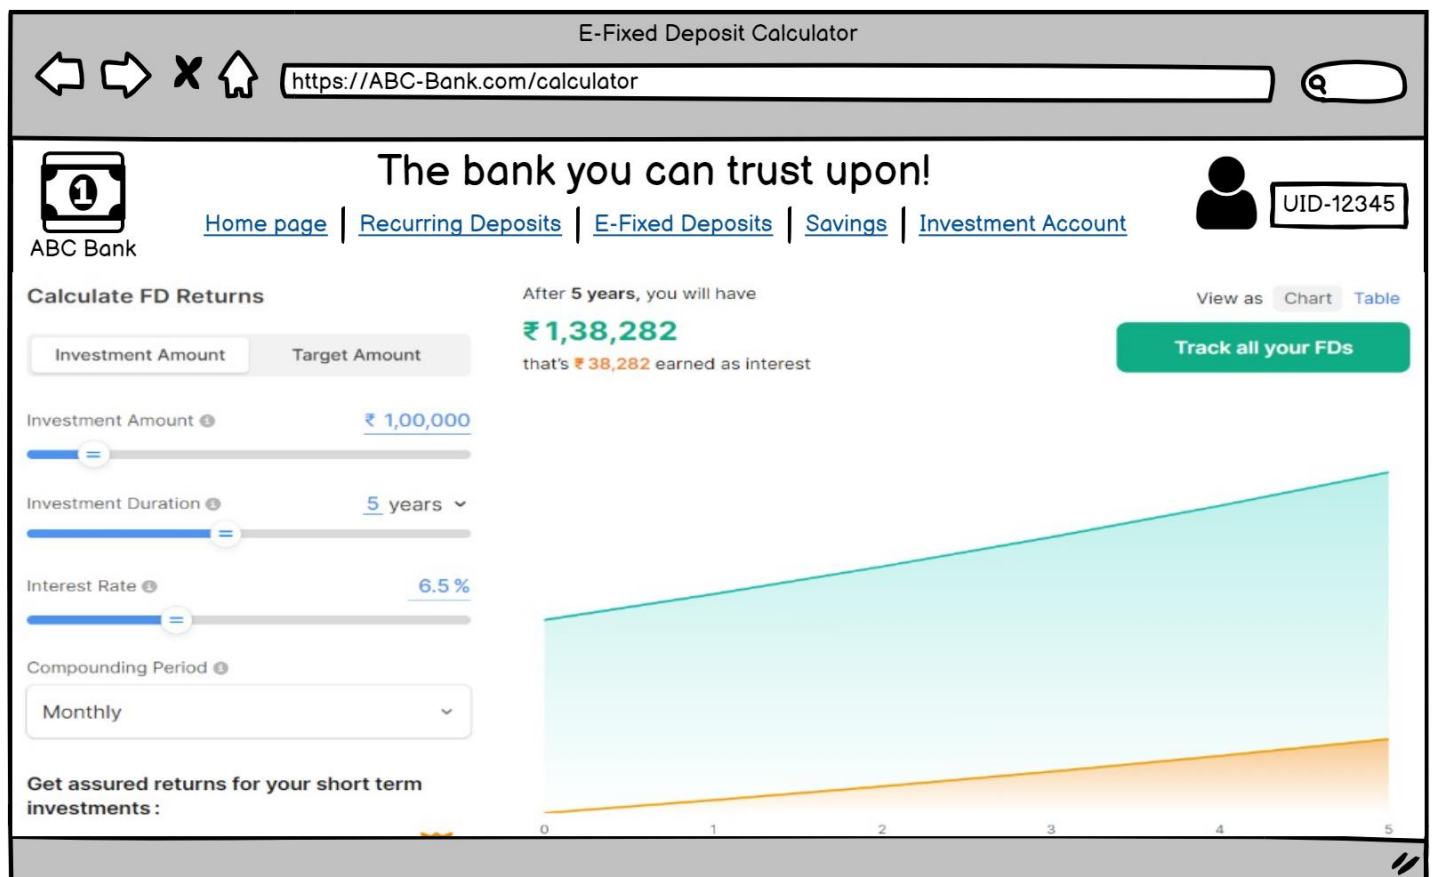 E-Fixed Deposit Calculator
https://ABC-Bank.com/calculator
1
ABC Bank
The bank you can trust upon!
Home page | Recurring Deposits | E-Fixed Deposits | Savings | Investment Account
UID-12345
Calculate FD Returns
Investment Amount Target Amount
Investment Amount ₹ 1,00,000
Investment Duration 5 years
Interest Rate 6.5 %
Compounding Period
Monthly
Get assured returns for your short term
investments :
After 5 years, you will have
₹ 1,38,282
that's ₹ 38,282 earned as interest
View as Chart Table
Track all your FDs
0 1 2 3 4 5